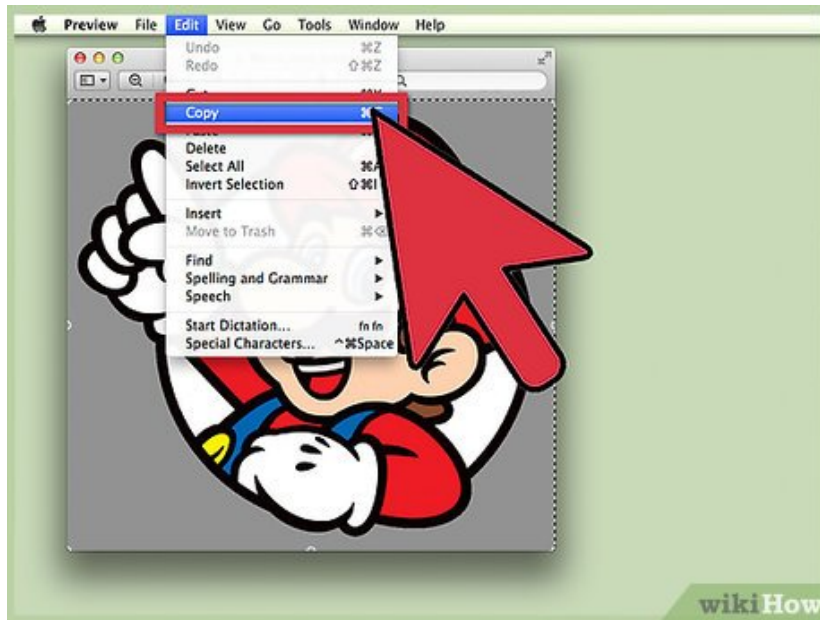 Preview File Edit View Go Tools Window Help
Undo ⌘Z
Redo ⇧⌘Z
Copy
Delete
Select All ⌘A
Invert Selection ⇧⌘I
Insert ▶
Move to Trash ⌘⌫
Find ▶
Spelling and Grammar ▶
Speech ▶
Start Dictation... fn fn
Special Characters... ^⌘Space
wikiHow